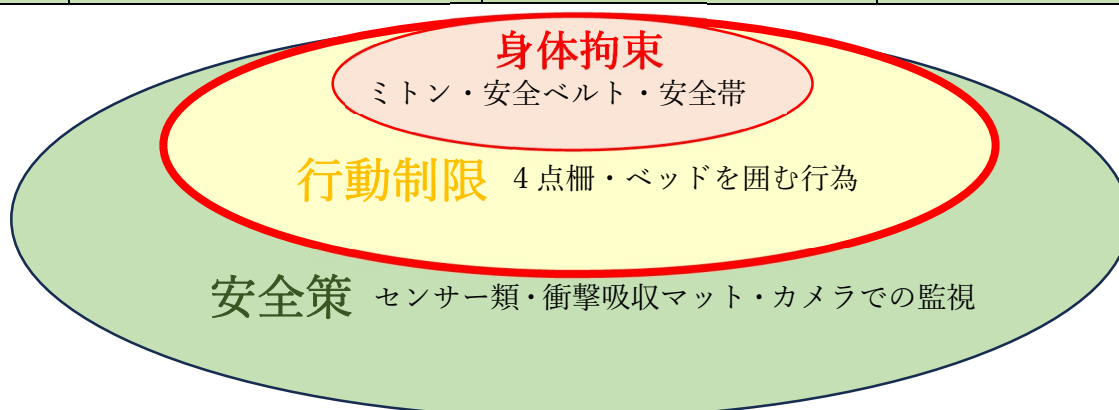 身体拘束
ミトン・安全ベルト・安全帯
行動制限 4点柵・ベッドを囲む行為
安全策 センサー類・衝撃吸収マット・カメラでの監視